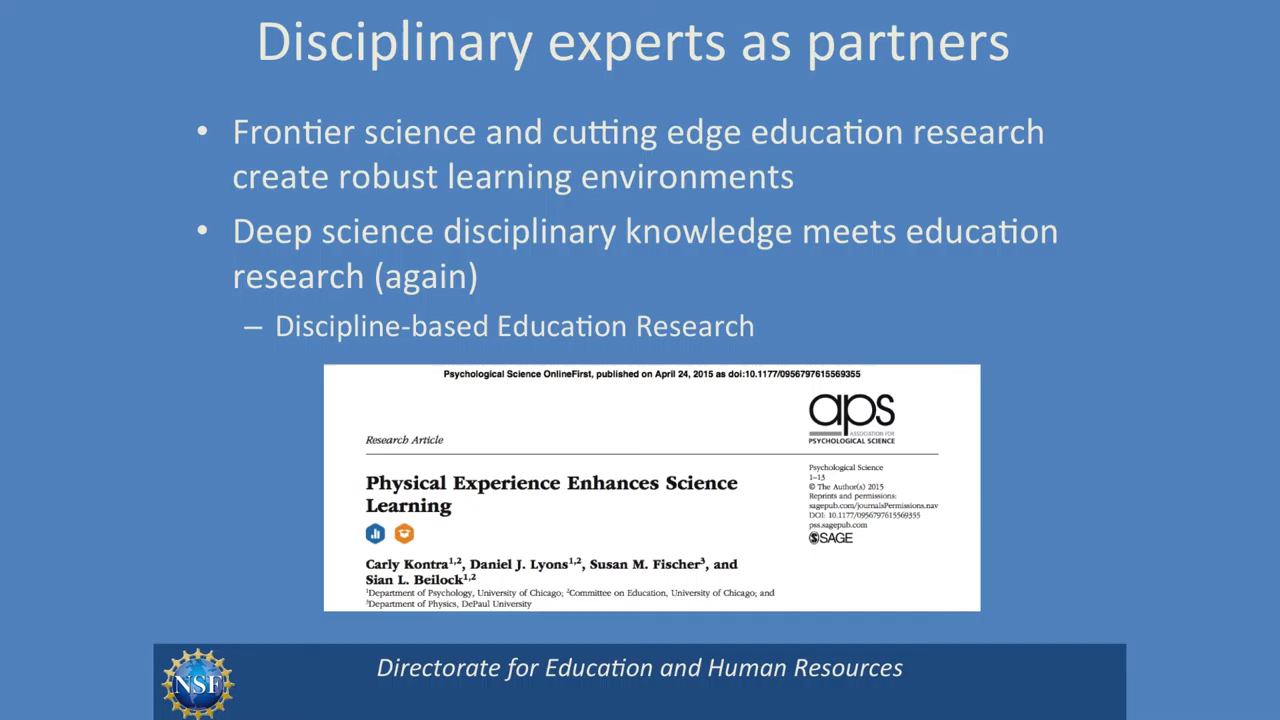 Disciplinary experts as partners
• Frontier science and cutting edge education research
create robust learning environments
• Deep science disciplinary knowledge meets education
research (again)
– Discipline-based Education Research
Psychological Science OnlineFirst, published on April 24, 2015 as doi:10.1177/0956797615569355
aps
ASSOCIATION FOR
PSYCHOLOGICAL SCIENCE
Research Article
Physical Experience Enhances Science
Learning
Psychological Science
1–13
© The Author(s) 2015
Reprints and permissions:
sagepub.com/journalsPermissions.nav
DOI: 10.1177/0956797615569355
pss.sagepub.com
SAGE
Carly Kontra1,2, Daniel J. Lyons1,2, Susan M. Fischer3, and
Sian L. Beilock1,2
1Department of Psychology, University of Chicago; 2Committee on Education, University of Chicago; and
3Department of Physics, DePaul University
NSF
Directorate for Education and Human Resources